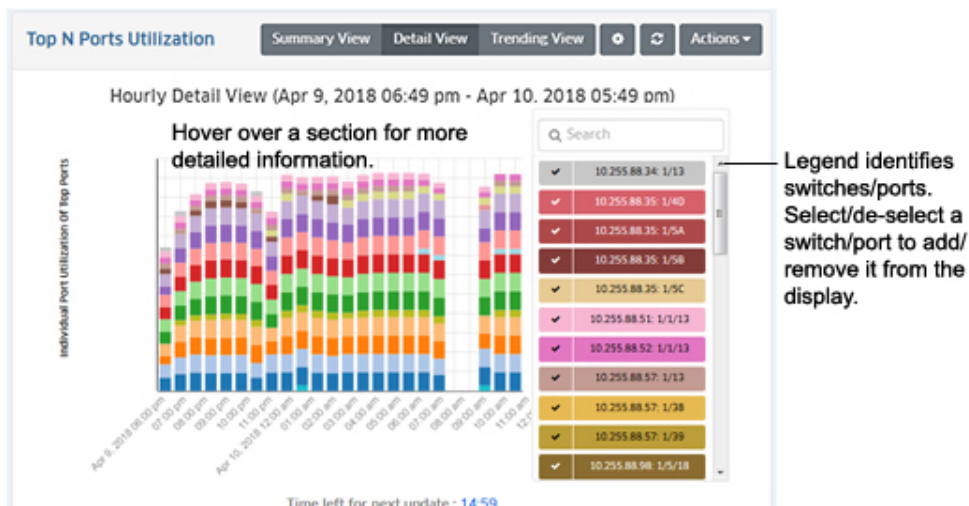 Top N Ports Utilization
Summary View
Detail View
Trending View
Actions
Hourly Detail View (Apr 9, 2018 06:49 pm - Apr 10, 2018 05:49 pm)
Hover over a section for more
detailed information.
Search
Individual Port Utilization Of Top Ports
10.255.88.34: 1/13
10.255.88.35: 1/4D
10.255.88.35: 1/5A
10.255.88.35: 1/5B
10.255.88.35: 1/5C
10.255.88.51: 1/1/13
10.255.88.52: 1/1/13
10.255.88.57: 1/13
10.255.88.57: 1/38
10.255.88.57: 1/39
10.255.88.98: 1/5/18
Legend identifies
switches/ports.
Select/de-select a
switch/port to add/
remove it from the
display.
Apr 9, 2018 06:00 pm
07:00 pm
08:00 pm
09:00 pm
10:00 pm
11:00 pm
Apr 10, 2018 12:00 am
01:00 am
02:00 am
03:00 am
04:00 am
05:00 am
06:00 am
07:00 am
08:00 am
09:00 am
10:00 am
11:00 am
12:
Time left for next update : 14:59